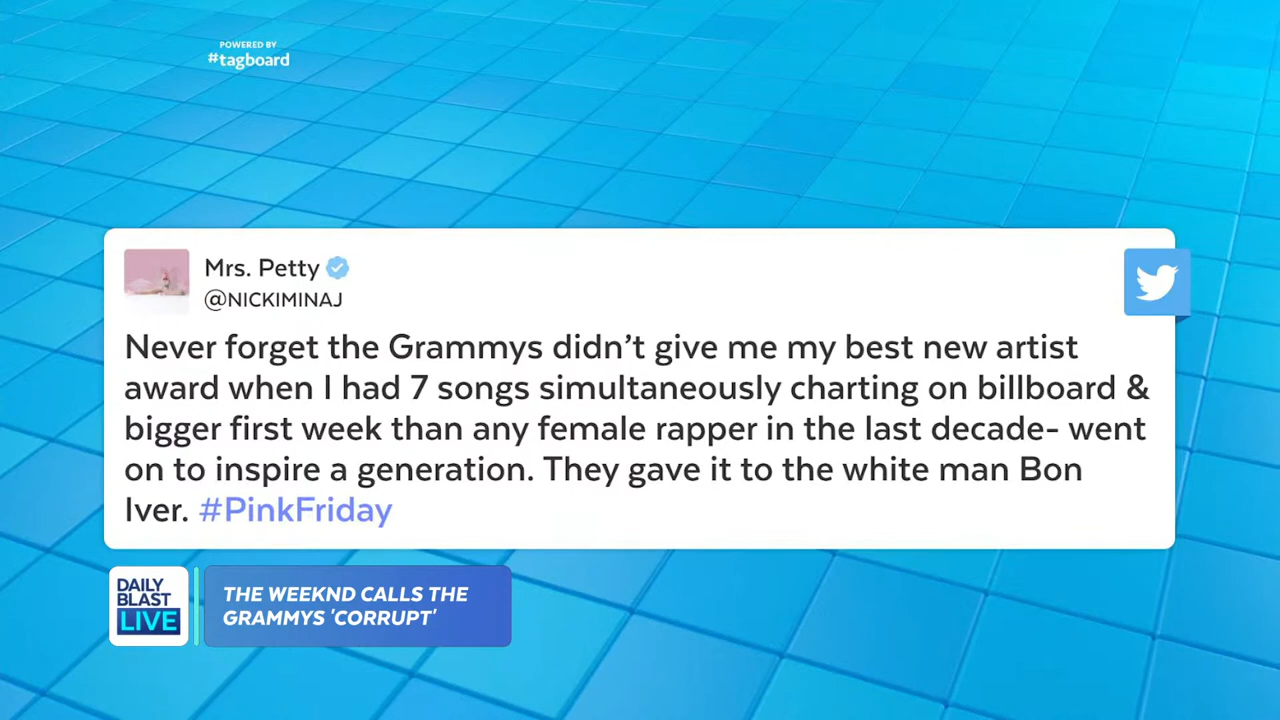 POWERED BY
#tagboard
Mrs. Petty
@NICKIMINAJ
Never forget the Grammys didn’t give me my best new artist
award when I had 7 songs simultaneously charting on billboard &
bigger first week than any female rapper in the last decade- went
on to inspire a generation. They gave it to the white man Bon
Iver. #PinkFriday
DAILY
BLAST
LIVE
THE WEEKND CALLS THE
GRAMMYS 'CORRUPT'